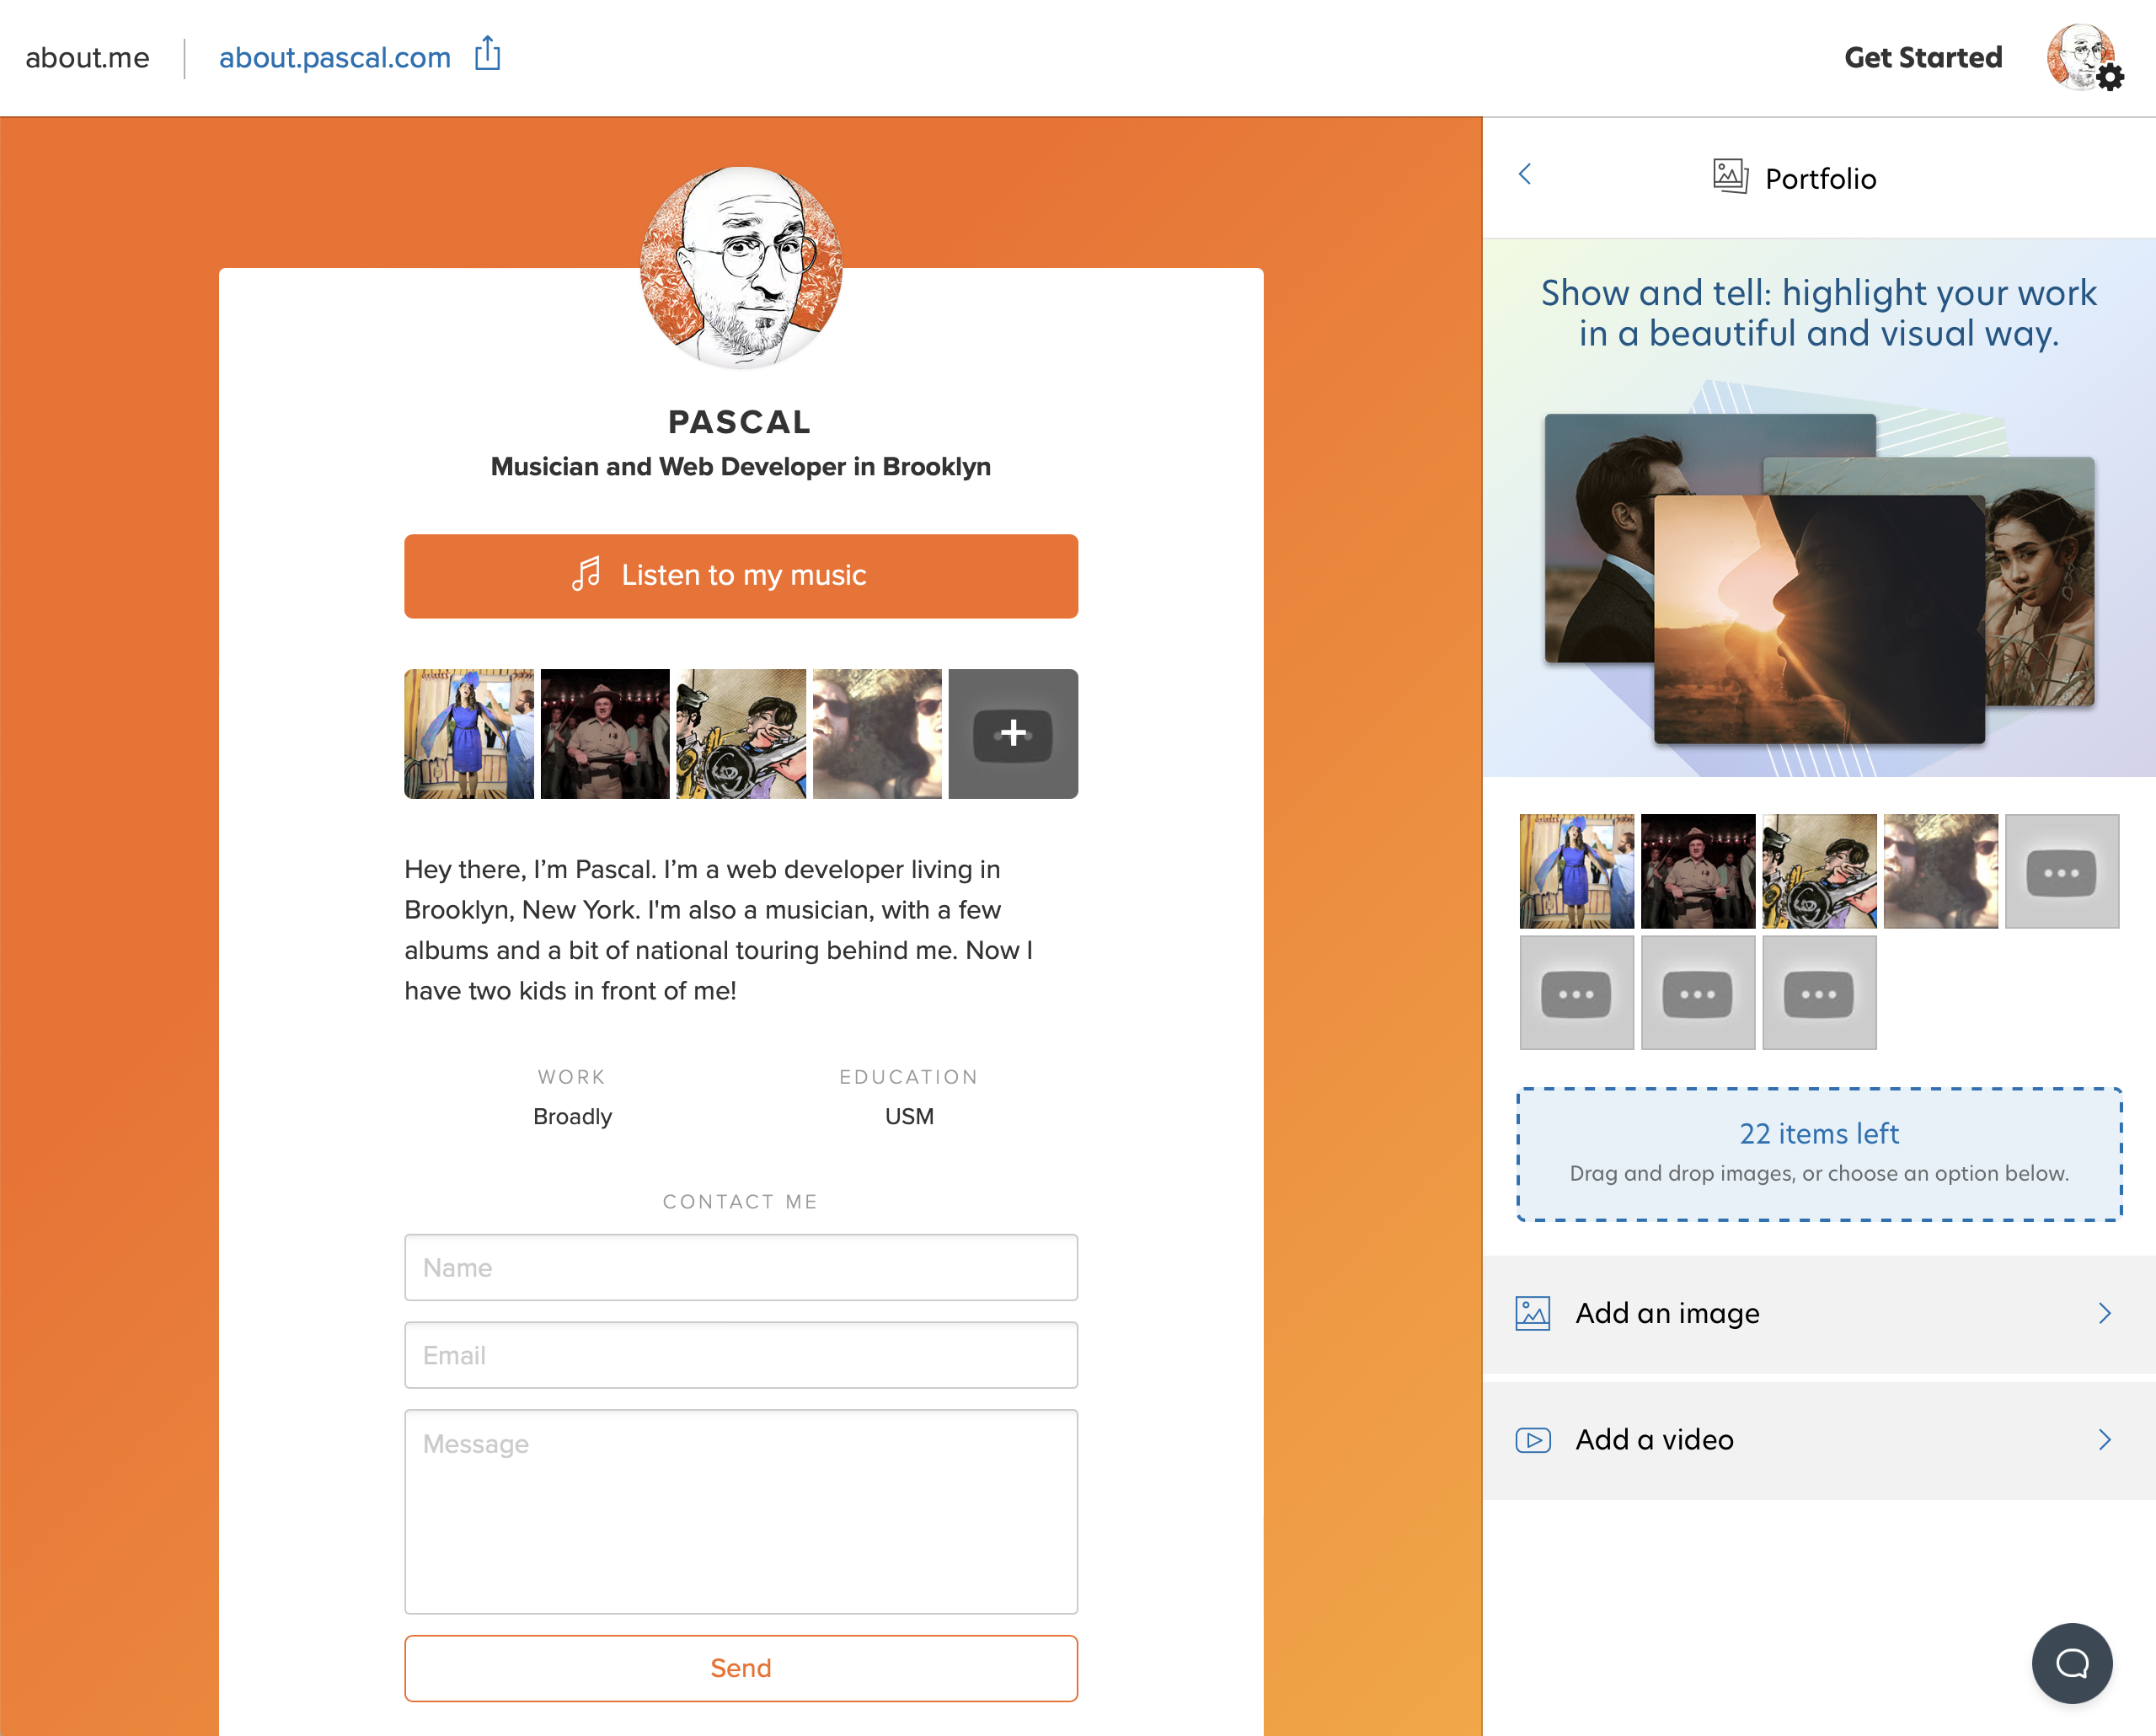 about.me
about.pascal.com
Get Started
PASCAL
Musician and Web Developer in Brooklyn
Listen to my music
Hey there, I’m Pascal. I’m a web developer living in
Brooklyn, New York. I'm also a musician, with a few
albums and a bit of national touring behind me. Now I
have two kids in front of me!
WORK
Broadly
EDUCATION
USM
CONTACT ME
Name
Email
Message
Send
Portfolio
Show and tell: highlight your work
in a beautiful and visual way.
22 items left
Drag and drop images, or choose an option below.
Add an image
Add a video